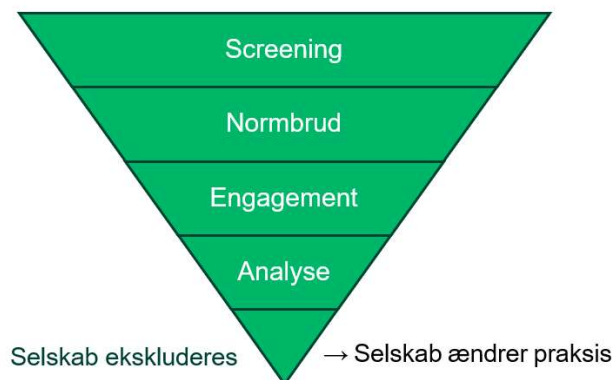 Screening
Normbrud
Engagement
Analyse
Selskab ekskluderes
→ Selskab ændrer praksis